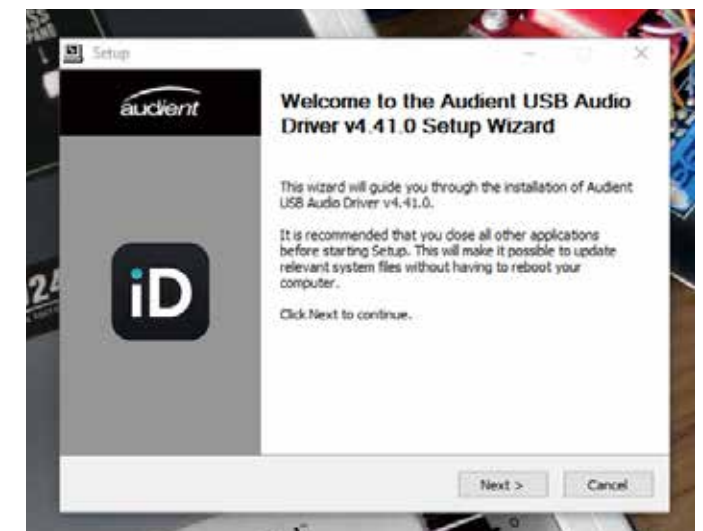 Setup
audient
Welcome to the Audient USB Audio
Driver v4.41.0 Setup Wizard
This wizard will guide you through the installation of Audient
USB Audio Driver v4.41.0.
It is recommended that you close all other applications
before starting Setup. This will make it possible to update
relevant system files without having to reboot your
computer.
iD
Click Next to continue.
Next >
Cancel